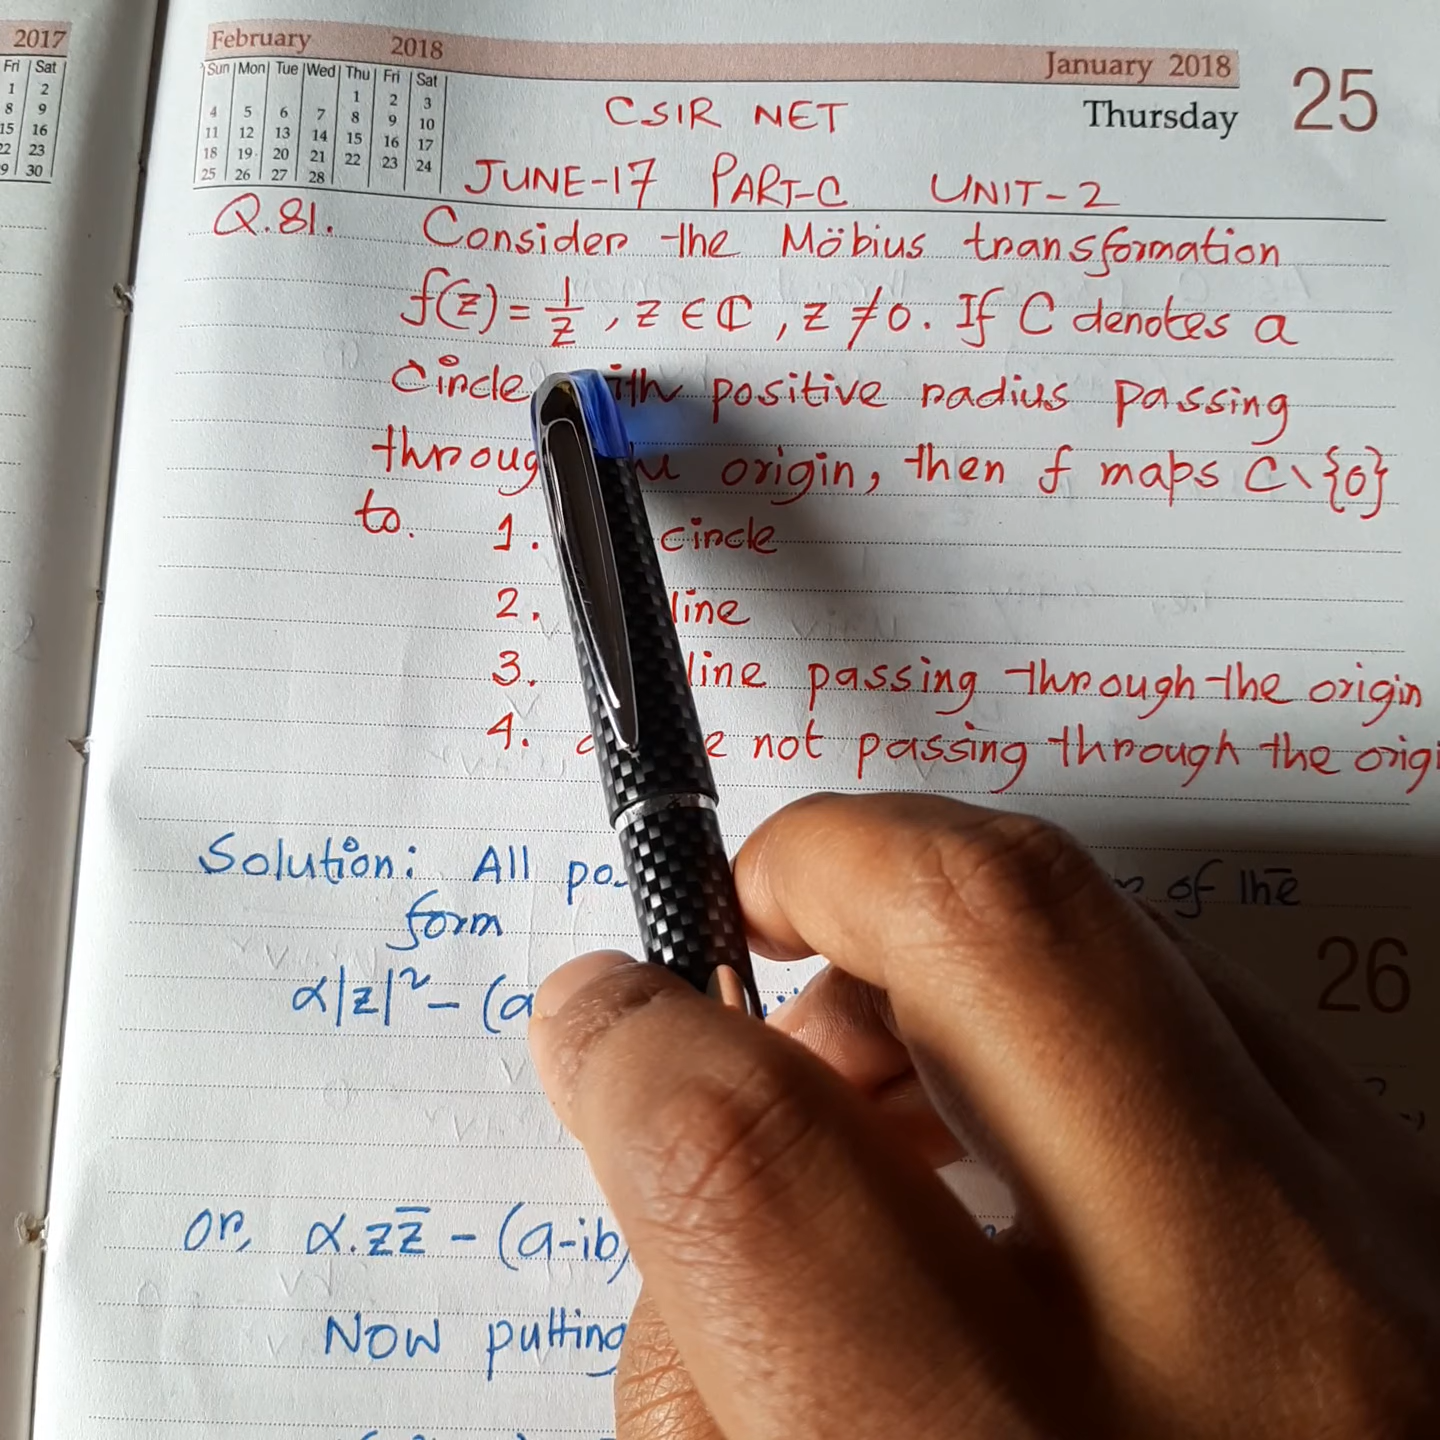 2017
Fri Sat
1 2
8 9
15 16
22 23
29 30
February 2018
Sun Mon Tue Wed Thu Fri Sat
1 2 3
4 5 6 7 8 9 10
11 12 13 14 15 16 17
18 19 20 21 22 23 24
25 26 27 28
January 2018
Thursday 25
CSIR NET
JUNE-17 PART-C UNIT-2
Q.81. Consider the Möbius transformation
f(z) = 1/z , z ∈ ℂ , z ≠ 0. If C denotes a
circle with positive radius passing
through the origin, then f maps C\{0}
to.
1. circle
2. line
3. line passing through the origin
4. not passing through the origi
Solution: All of the
form
α|z|² - (a
26
or, α.zz̄ - (a-ib)
Now putting